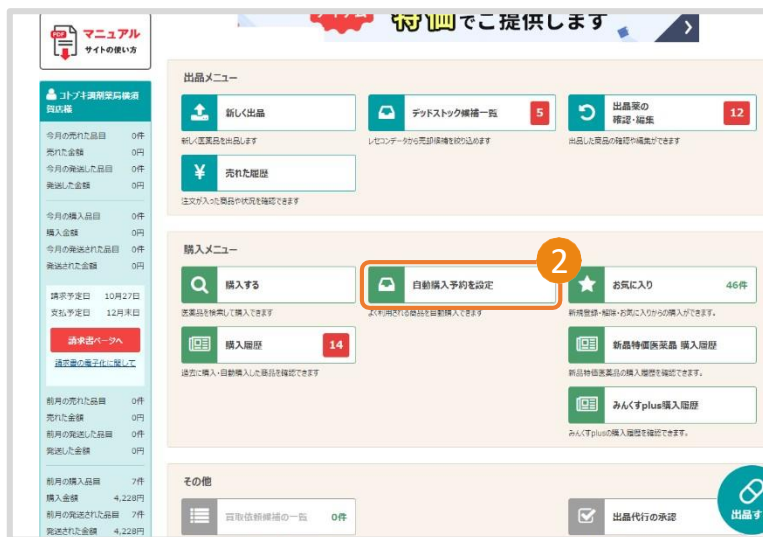 特価でご提供します
PDF
マニュアル
サイトの使い方
コトブキ調剤薬局横須
賀店様
今月の売れた品目 0件
売れた金額 0円
今月の発送した品目 0件
発送した金額 0円
今月の購入品目 0件
購入金額 0円
今月の発送された品目 0件
発送された金額 0円
請求予定日 10月27日
支払予定日 12月末日
請求書ページへ
請求書の電子化に関して
前月の売れた品目 0件
売れた金額 0円
前月の発送した品目 0件
発送した金額 0円
前月の購入品目 7件
購入金額 4,228円
前月の発送された品目 7件
発送された金額 4,228円
出品メニュー
新しく出品
新しく医薬品を出品します
デッドストック候補一覧 5
レセコンデータから売却候補を絞り込めます
出品薬の
確認・編集 12
出品した商品の確認や編集ができます
売れた履歴
注文が入った商品や状況を確認できます
購入メニュー
2
購入する
医薬品を検索して購入できます
自動購入予約を設定
よく利用される商品を自動購入できます
お気に入り 46件
新規登録・解除・お気に入りからの購入ができます。
購入履歴 14
過去に購入・自動購入した商品を確認できます
新品特価医薬品 購入履歴
新品特価医薬品の購入履歴を確認できます。
みんくすplus購入履歴
みんくすplusの購入履歴を確認できます。
その他
買取依頼候補の一覧 0件
出品代行の承認
出品す